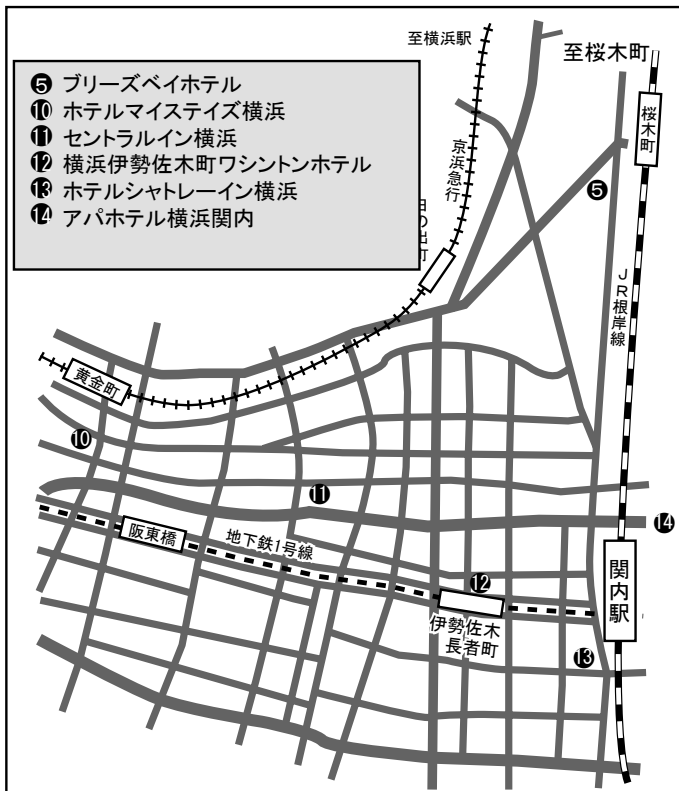 至横浜駅
至桜木町
❺ ブリーズベイホテル
❿ ホテルマイステイズ横浜
⓫ セントラルイン横浜
⓬ 横浜伊勢佐木町ワシントンホテル
⓭ ホテルシャトレーイン横浜
⓮ アパホテル横浜関内
桜木町
京浜急行
❺
日の出町
JR根岸線
黄金町
❿
⓫
⓮
阪東橋
地下鉄1号線
⓬
関内駅
伊勢佐木
長者町
⓭